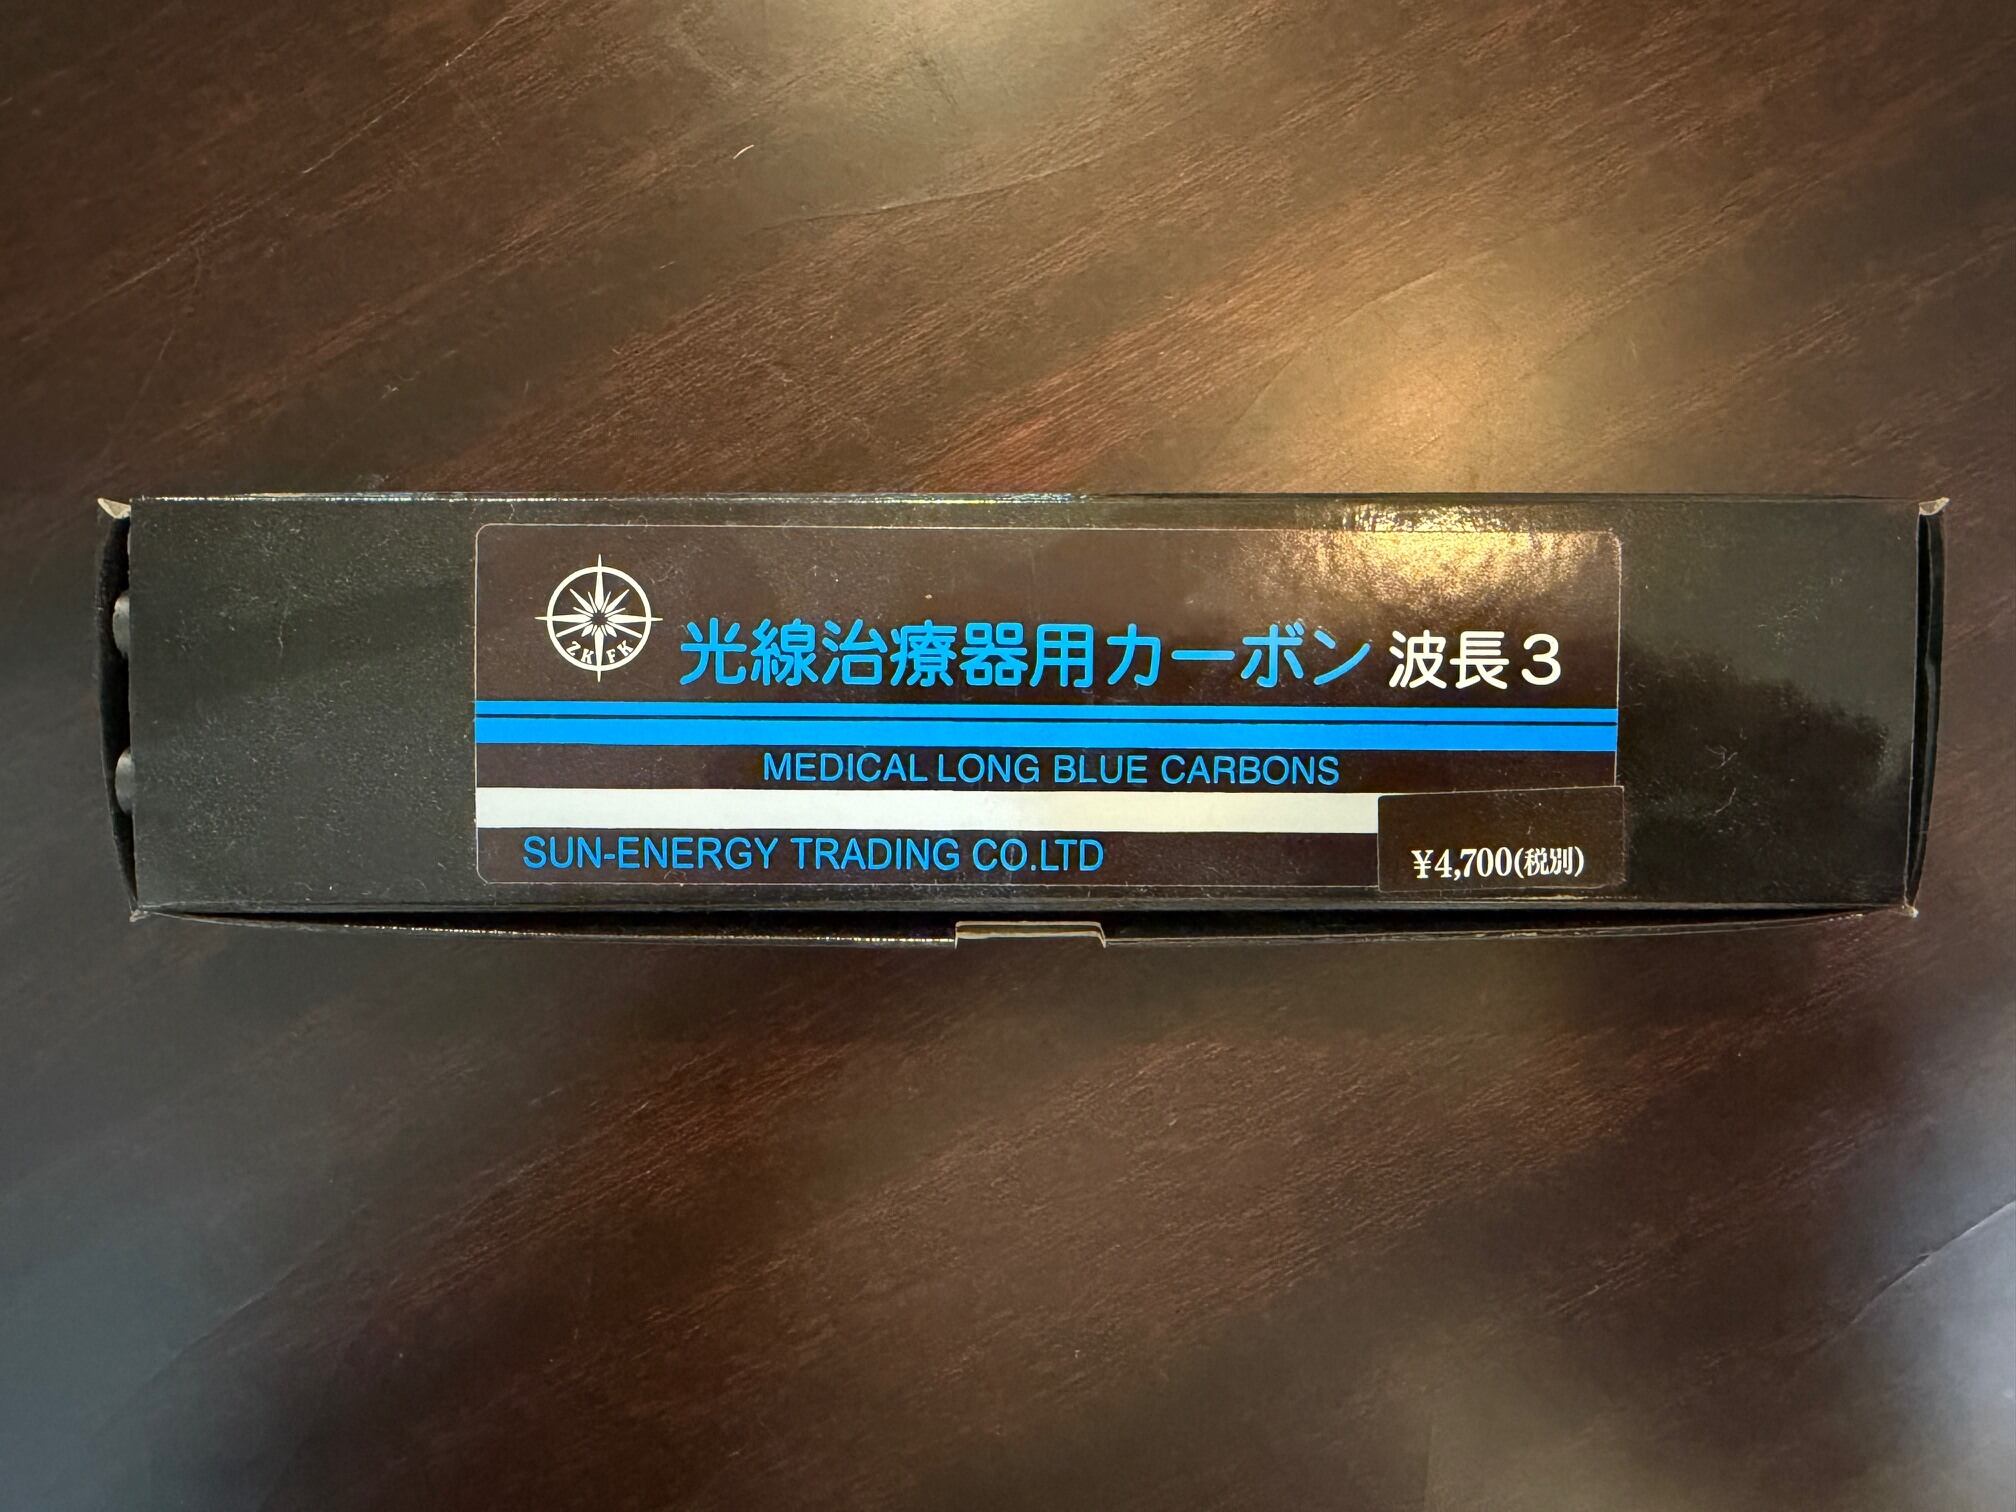 ZKFK
光線治療器用カーボン 波長3
MEDICAL LONG BLUE CARBONS
SUN-ENERGY TRADING CO.LTD
¥4,700(税別)